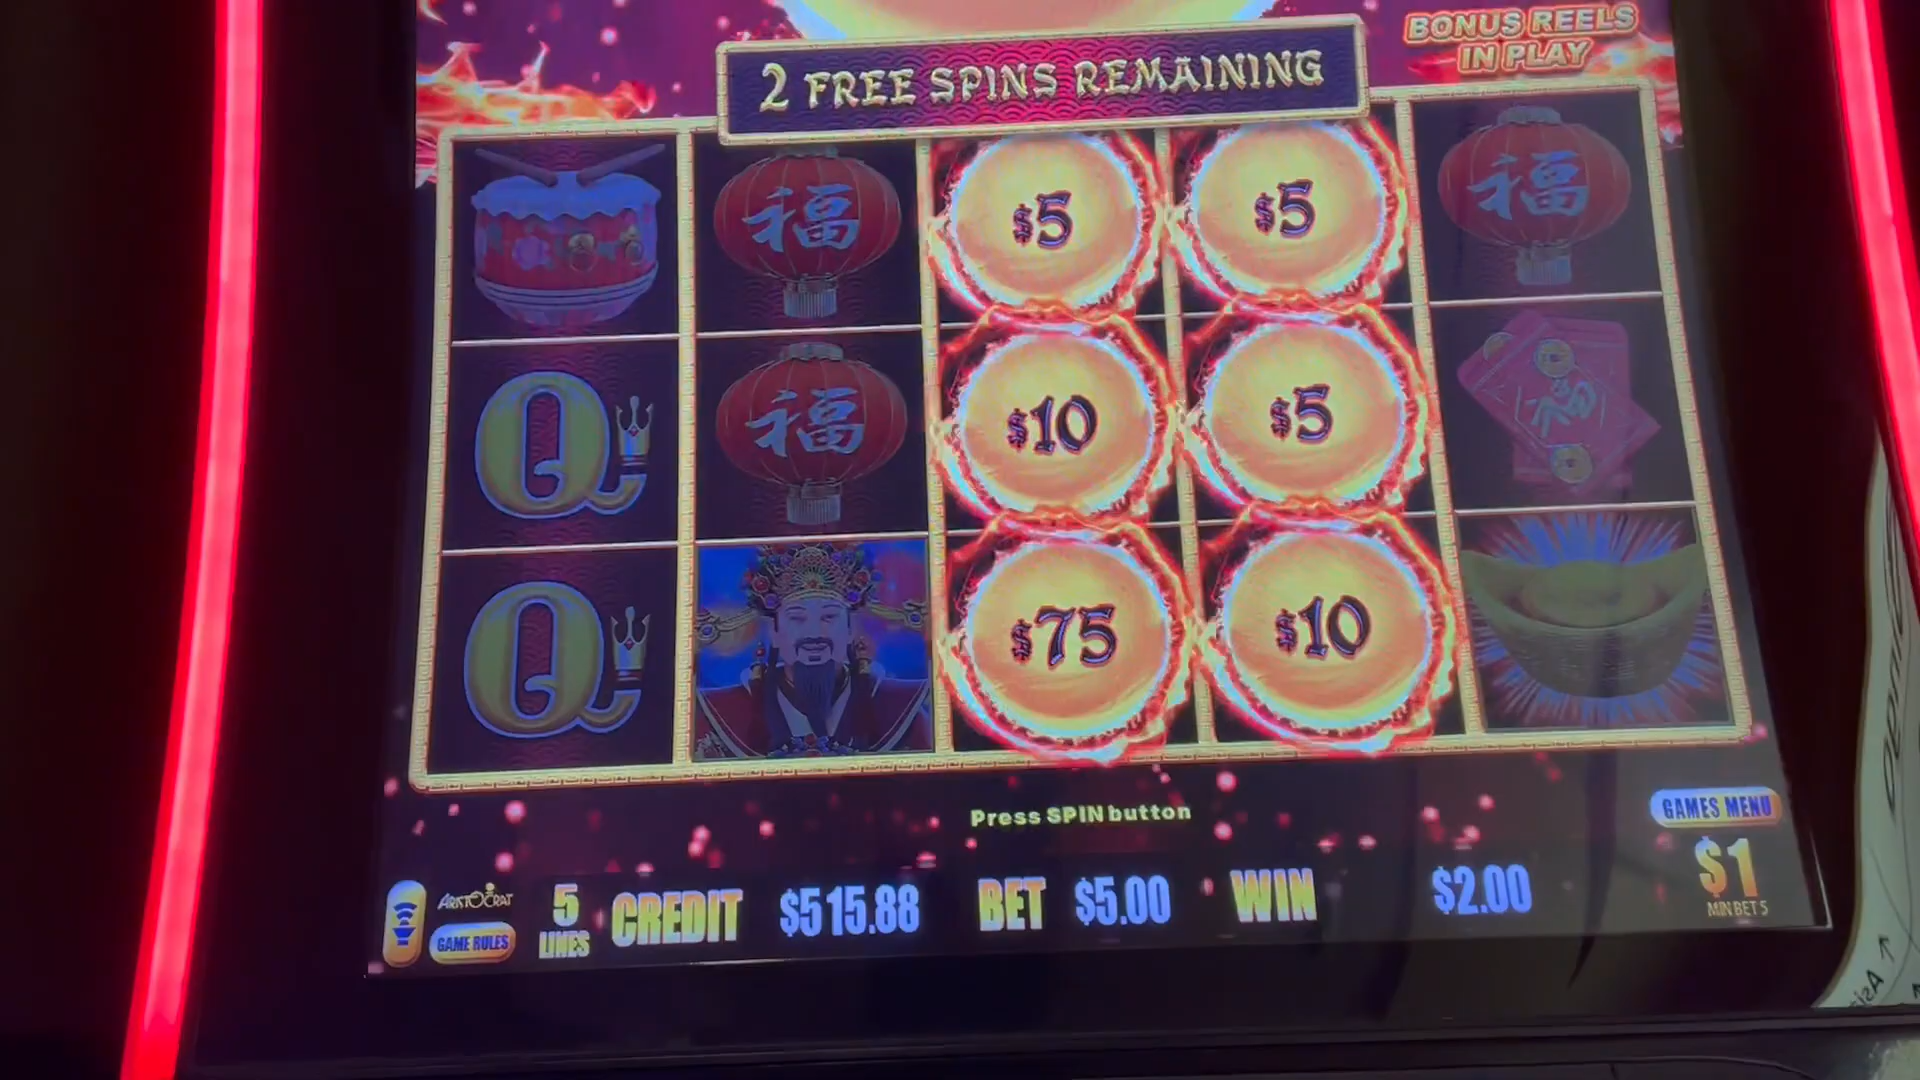 BONUS REELS
IN PLAY
2 FREE SPINS REMAINING
福
$5
$5
福
Q
福
$10
$5
福
Q
$75
$10
Press SPIN button
GAMES MENU
ARISTOCRAT
GAME RULES
5
LINES
CREDIT $515.88
BET $5.00
WIN $2.00
$1
MIN BET 5